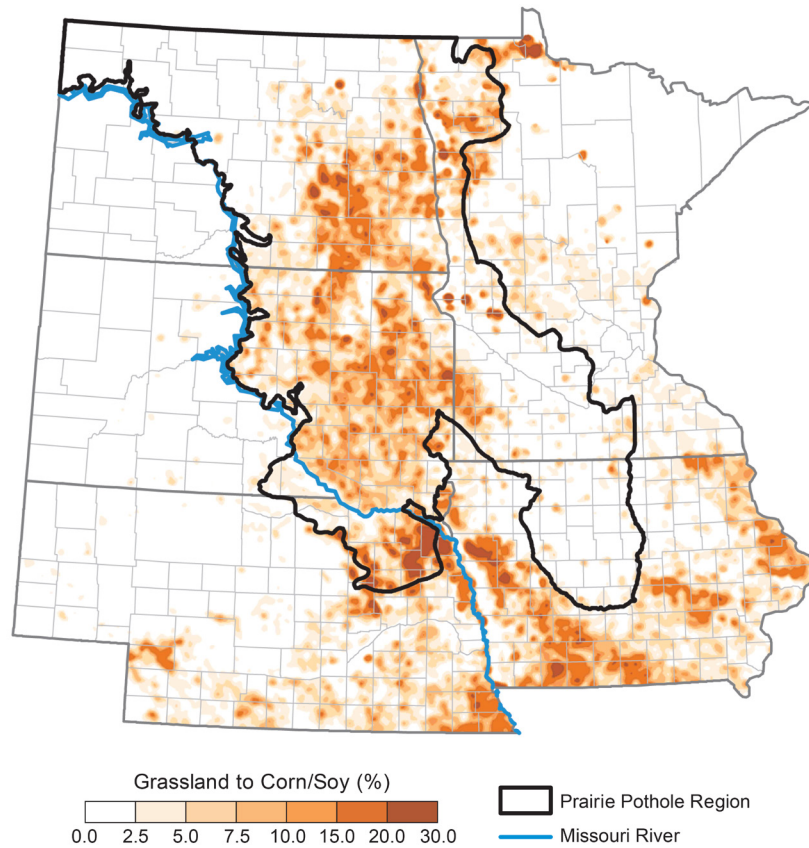 Grassland to Corn/Soy (%)
0.0 2.5 5.0 7.5 10.0 15.0 20.0 30.0
Prairie Pothole Region
Missouri River